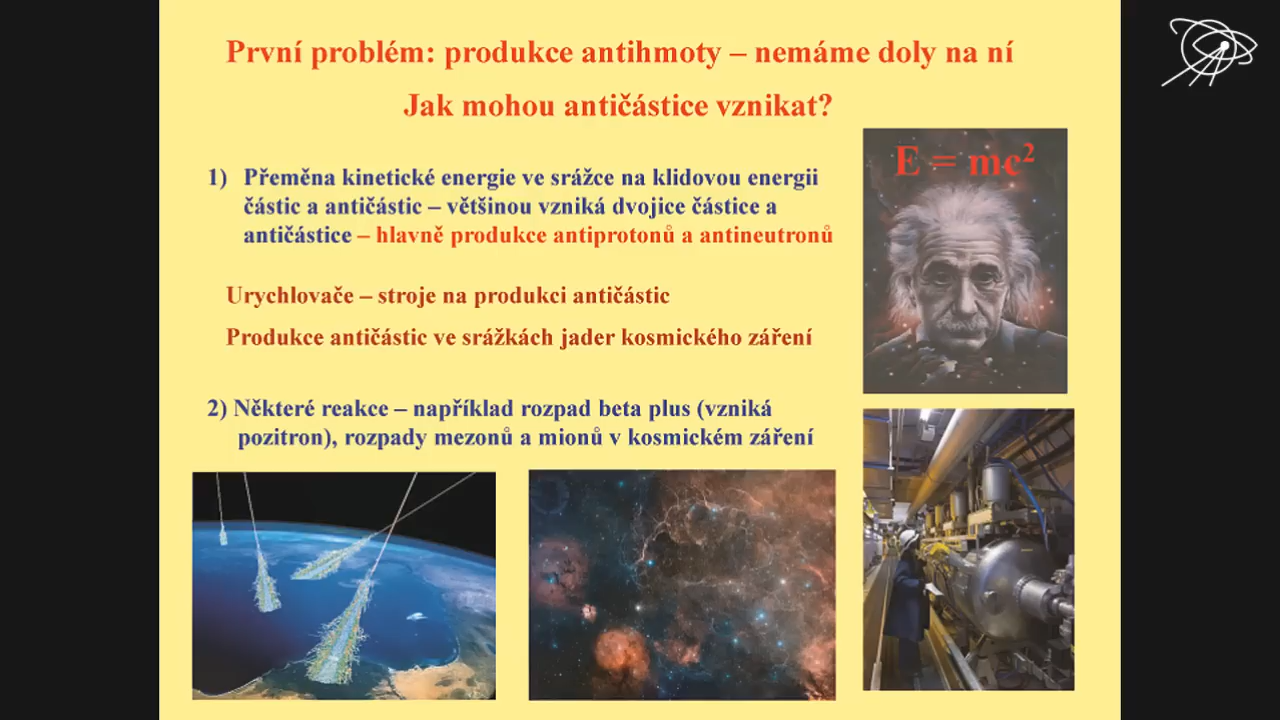 První problém: produkce antihmoty – nemáme doly na ní
Jak mohou antičástice vznikat?
E = mc²
1) Přeměna kinetické energie ve srážce na klidovou energii
částic a antičástic – většinou vzniká dvojice částice a
antičástice – hlavně produkce antiprotonů a antineutronů
Urychlovače – stroje na produkci antičástic
Produkce antičástic ve srážkách jader kosmického záření
2) Některé reakce – například rozpad beta plus (vzniká
pozitron), rozpady mezonů a mionů v kosmickém záření